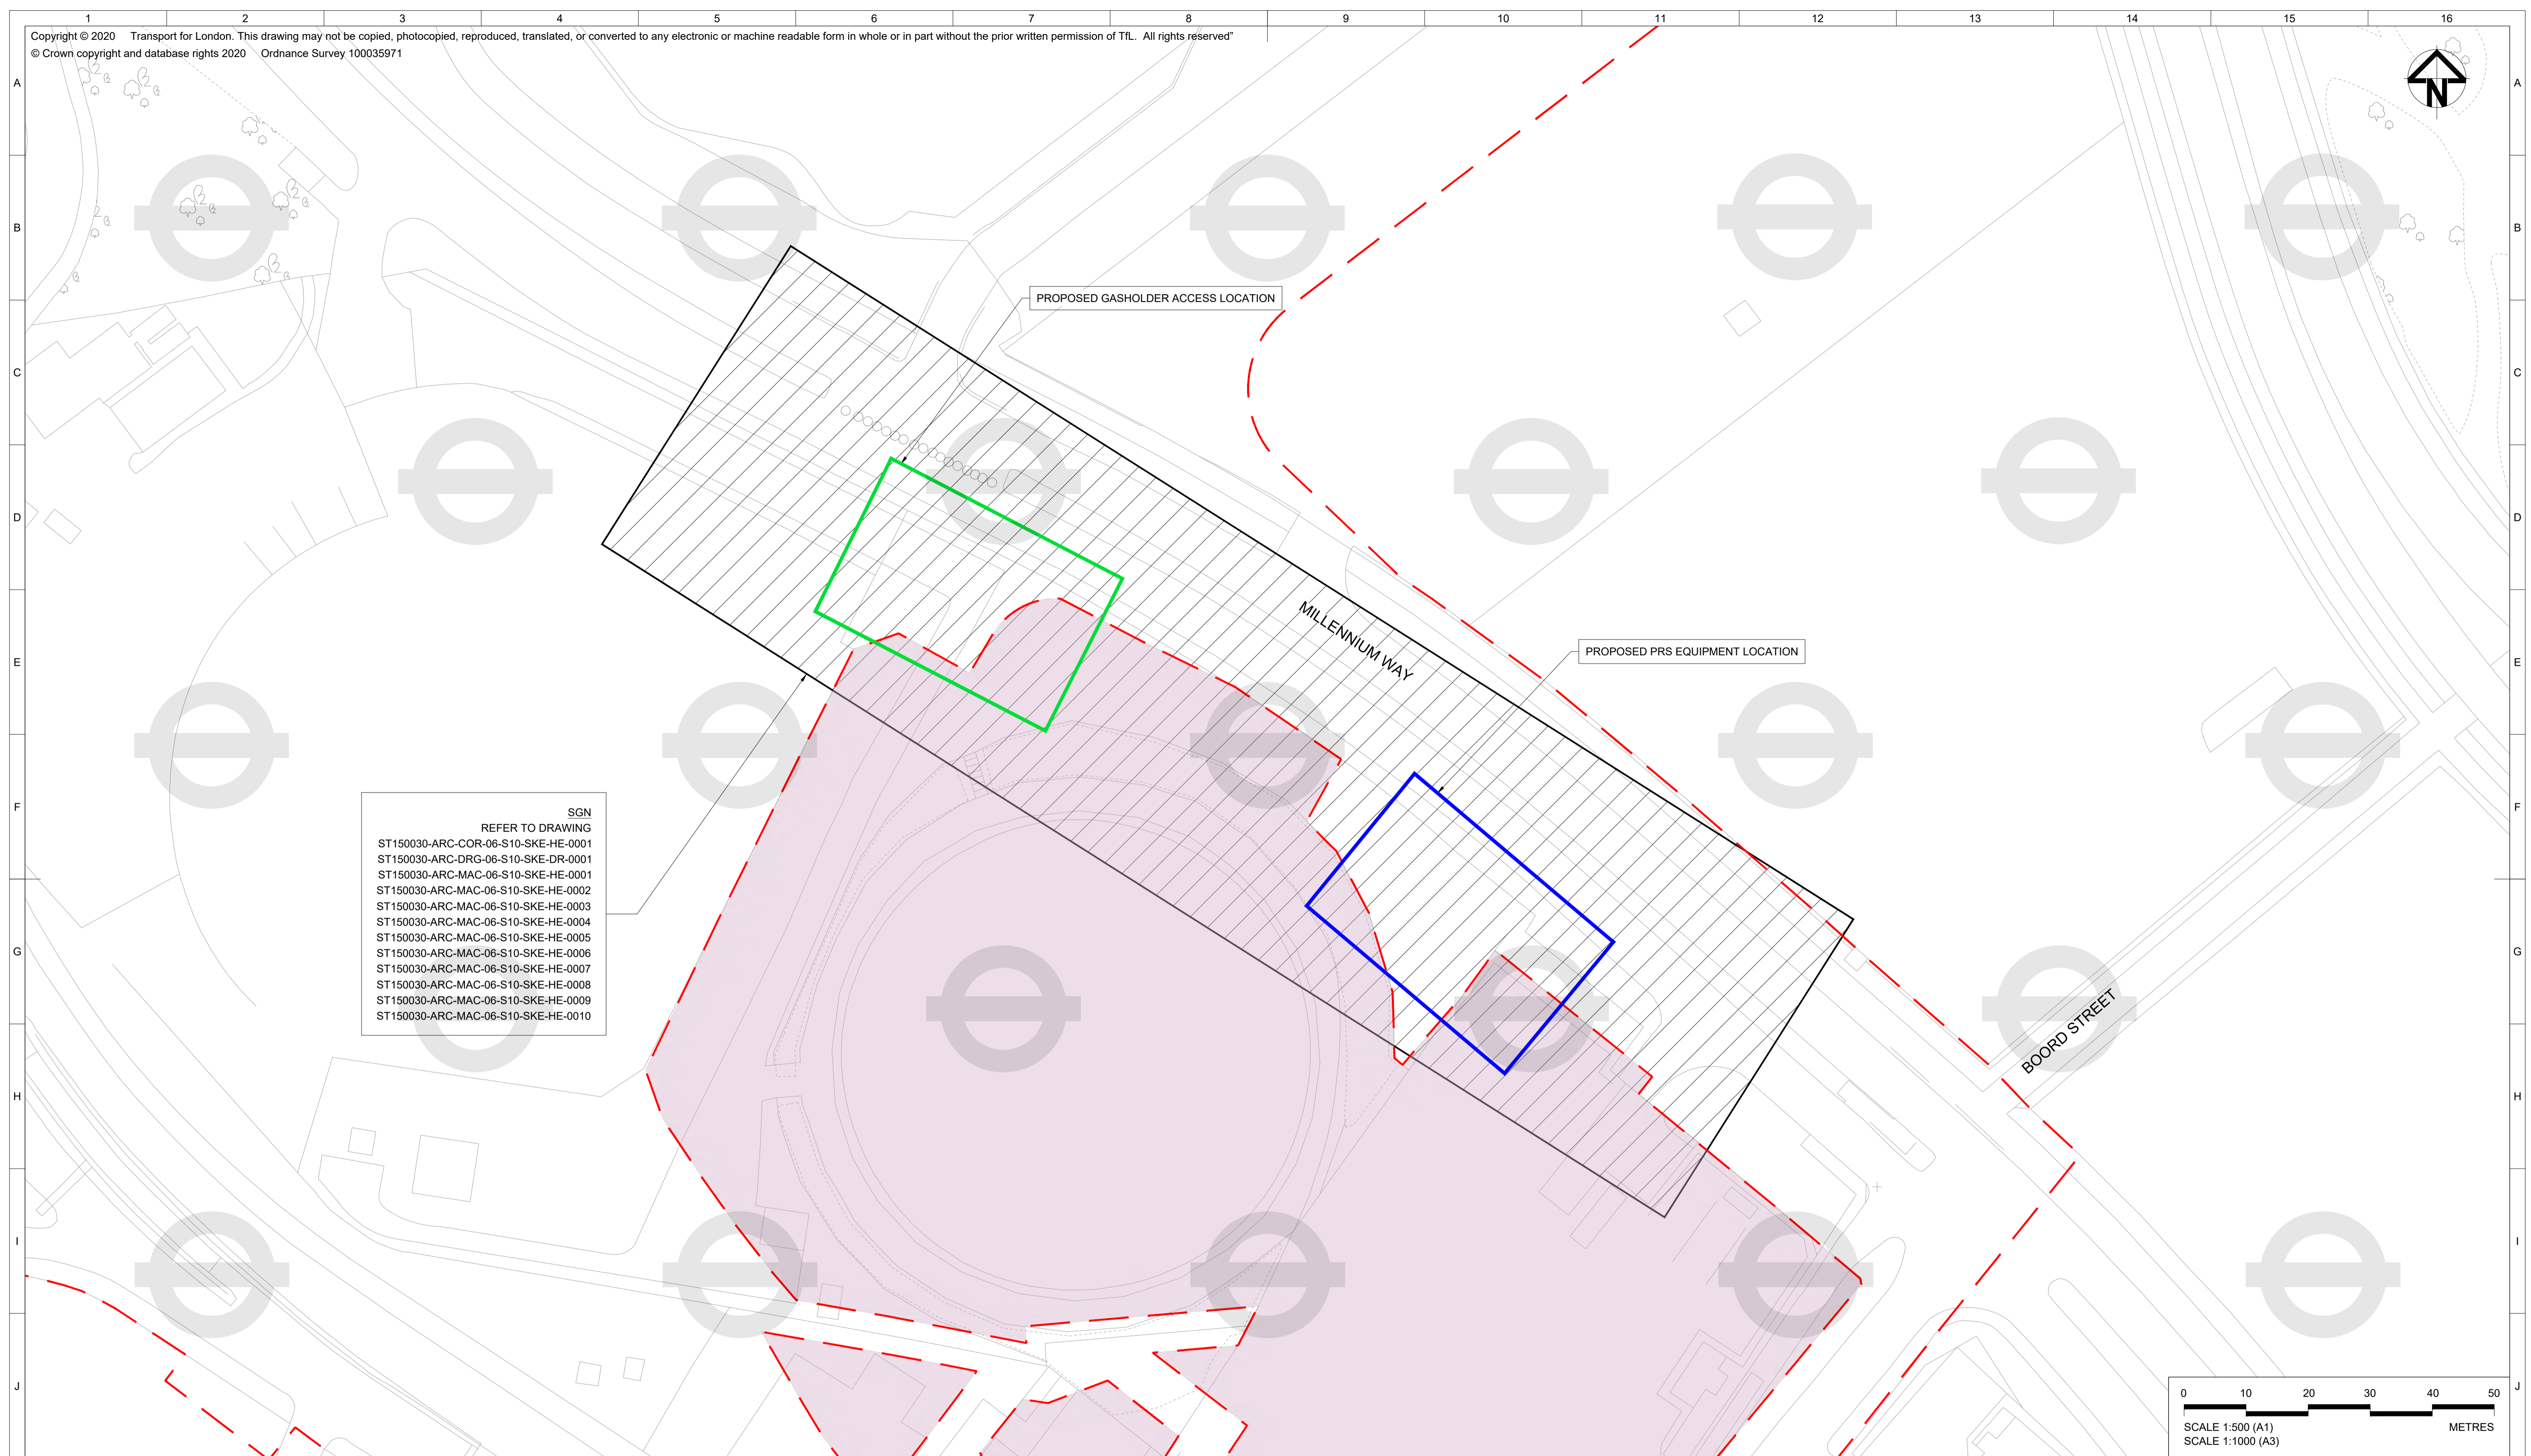 1 2 3 4 5 6 7 8 9 10 11 12 13 14 15 16
Copyright © 2020 Transport for London. This drawing may not be copied, photocopied, reproduced, translated, or converted to any electronic or machine readable form in whole or in part without the prior written permission of TfL. All rights reserved"
© Crown copyright and database rights 2020 Ordnance Survey 100035971
A A
N
B B
PROPOSED GASHOLDER ACCESS LOCATION
C C
D D
MILLENNIUM WAY
PROPOSED PRS EQUIPMENT LOCATION
E E
F F
SGN
REFER TO DRAWING
ST150030-ARC-COR-06-S10-SKE-HE-0001
ST150030-ARC-DRG-06-S10-SKE-DR-0001
ST150030-ARC-MAC-06-S10-SKE-HE-0001
ST150030-ARC-MAC-06-S10-SKE-HE-0002
ST150030-ARC-MAC-06-S10-SKE-HE-0003
ST150030-ARC-MAC-06-S10-SKE-HE-0004
ST150030-ARC-MAC-06-S10-SKE-HE-0005
ST150030-ARC-MAC-06-S10-SKE-HE-0006
ST150030-ARC-MAC-06-S10-SKE-HE-0007
ST150030-ARC-MAC-06-S10-SKE-HE-0008
ST150030-ARC-MAC-06-S10-SKE-HE-0009
ST150030-ARC-MAC-06-S10-SKE-HE-0010
G G
BOORD STREET
H H
I I
J J
0 10 20 30 40 50
SCALE 1:500 (A1) METRES
SCALE 1:1000 (A3)